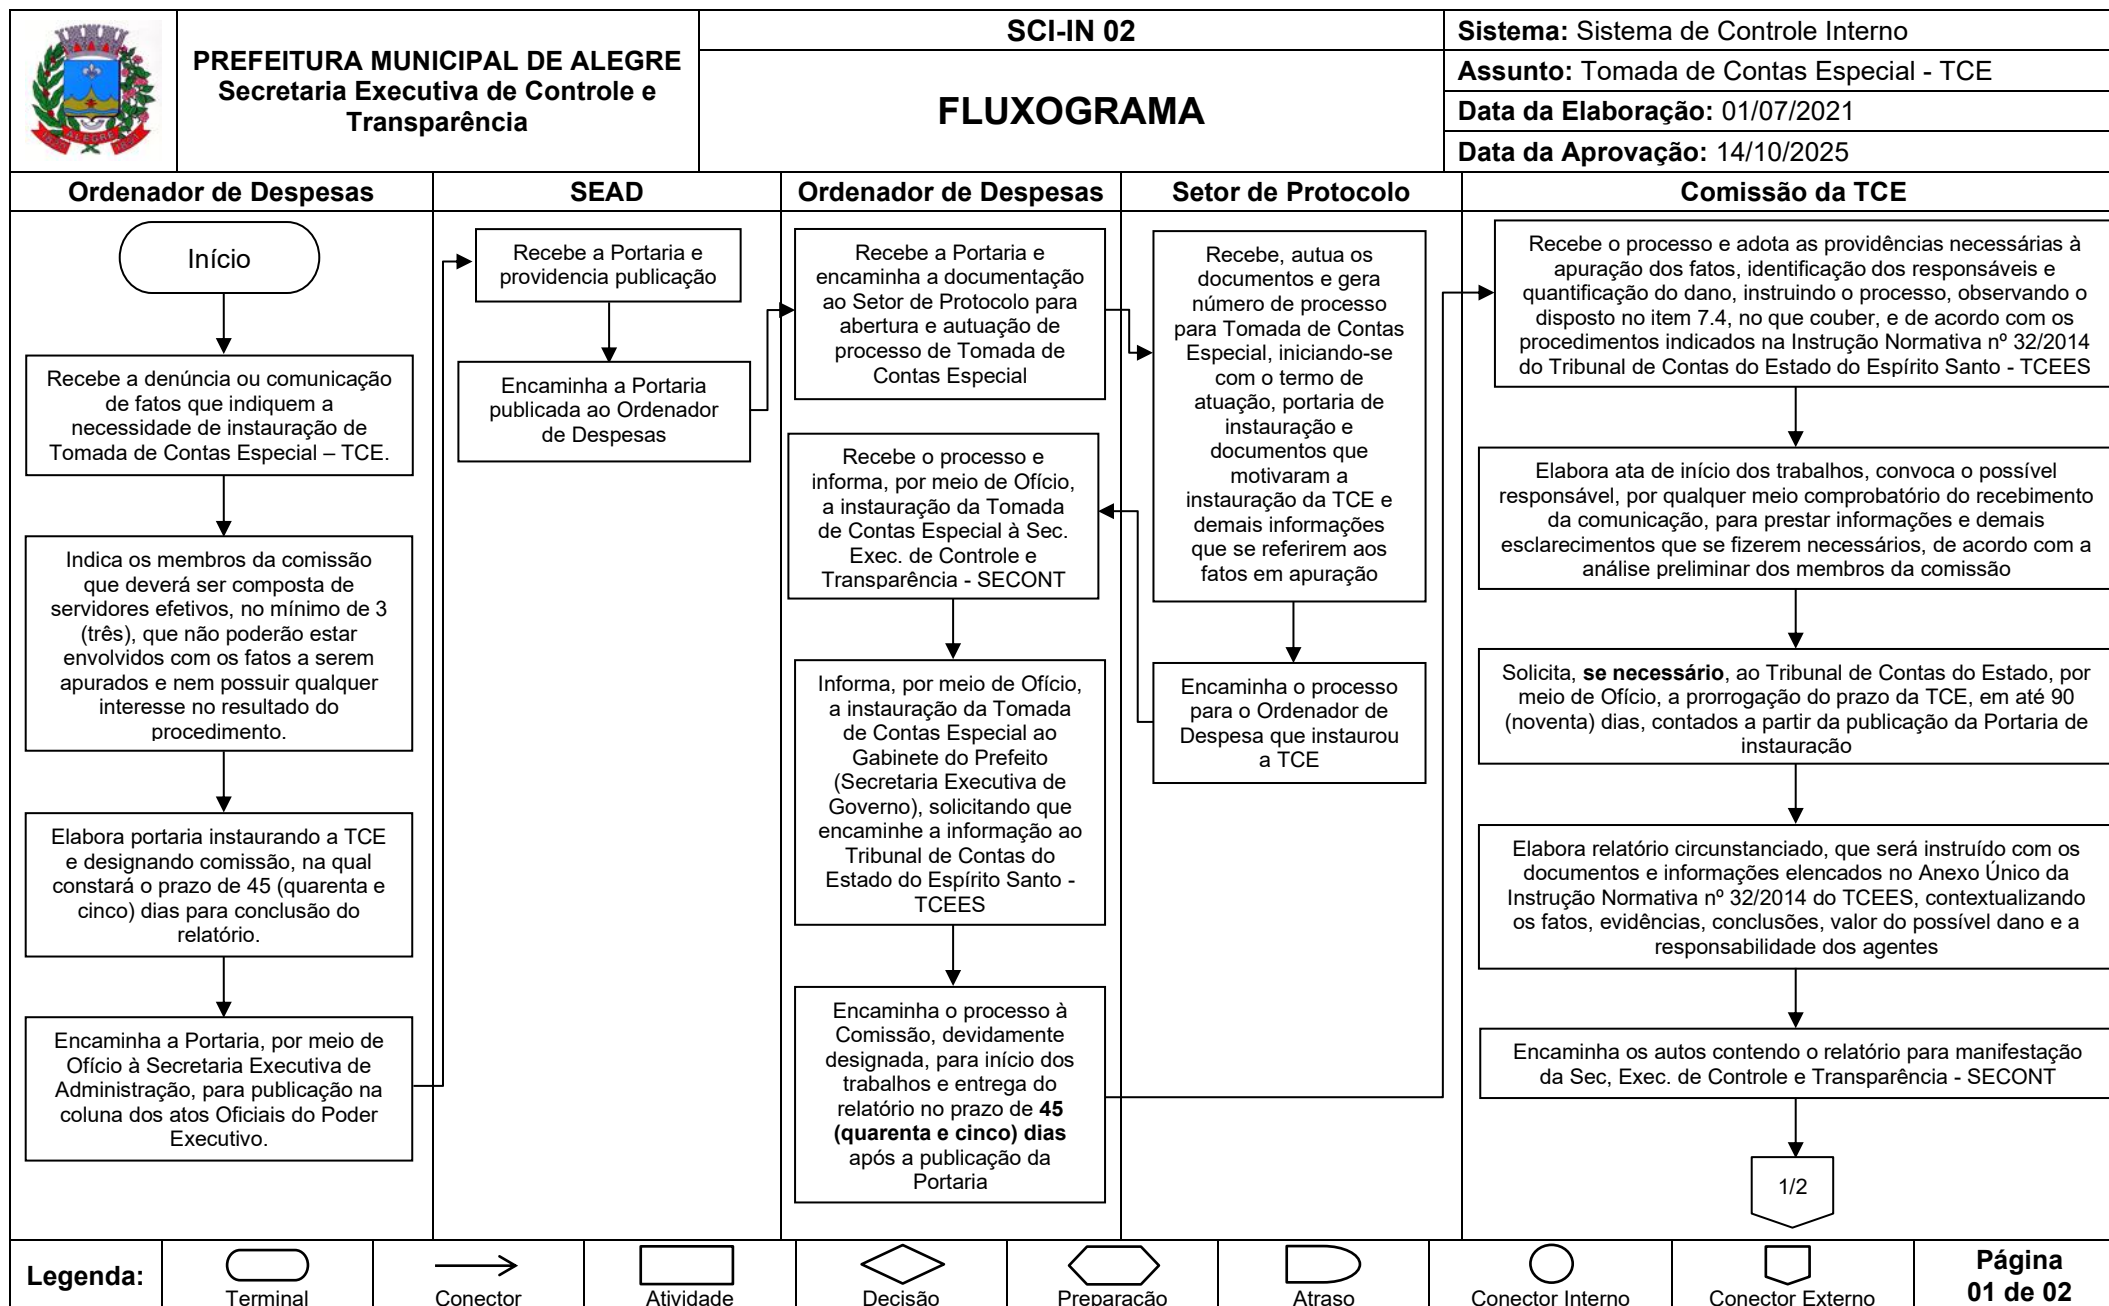 PREFEITURA MUNICIPAL DE ALEGRE
Secretaria Executiva de Controle e
Transparência
SCI-IN 02
FLUXOGRAMA
Sistema: Sistema de Controle Interno
Assunto: Tomada de Contas Especial - TCE
Data da Elaboração: 01/07/2021
Data da Aprovação: 14/10/2025
ALEGRE
Ordenador de Despesas
Início
Recebe a denúncia ou comunicação
de fatos que indiquem a
necessidade de instauração de
Tomada de Contas Especial – TCE.
Indica os membros da comissão
que deverá ser composta de
servidores efetivos, no mínimo de 3
(três), que não poderão estar
envolvidos com os fatos a serem
apurados e nem possuir qualquer
interesse no resultado do
procedimento.
Elabora portaria instaurando a TCE
e designando comissão, na qual
constará o prazo de 45 (quarenta e
cinco) dias para conclusão do
relatório.
Encaminha a Portaria, por meio de
Ofício à Secretaria Executiva de
Administração, para publicação na
coluna dos atos Oficiais do Poder
Executivo.
SEAD
Recebe a Portaria e
providencia publicação
Encaminha a Portaria
publicada ao Ordenador
de Despesas
Ordenador de Despesas
Recebe a Portaria e
encaminha a documentação
ao Setor de Protocolo para
abertura e autuação de
processo de Tomada de
Contas Especial
Recebe o processo e
informa, por meio de Ofício,
a instauração da Tomada
de Contas Especial à Sec.
Exec. de Controle e
Transparência - SECONT
Informa, por meio de Ofício,
a instauração da Tomada
de Contas Especial ao
Gabinete do Prefeito
(Secretaria Executiva de
Governo), solicitando que
encaminhe a informação ao
Tribunal de Contas do
Estado do Espírito Santo -
TCEES
Encaminha o processo à
Comissão, devidamente
designada, para início dos
trabalhos e entrega do
relatório no prazo de 45
(quarenta e cinco) dias
após a publicação da
Portaria
Setor de Protocolo
Recebe, autua os
documentos e gera
número de processo
para Tomada de Contas
Especial, iniciando-se
com o termo de
atuação, portaria de
instauração e
documentos que
motivaram a
instauração da TCE e
demais informações
que se referirem aos
fatos em apuração
Encaminha o processo
para o Ordenador de
Despesa que instaurou
a TCE
Comissão da TCE
Recebe o processo e adota as providências necessárias à
apuração dos fatos, identificação dos responsáveis e
quantificação do dano, instruindo o processo, observando o
disposto no item 7.4, no que couber, e de acordo com os
procedimentos indicados na Instrução Normativa nº 32/2014
do Tribunal de Contas do Estado do Espírito Santo - TCEES
Elabora ata de início dos trabalhos, convoca o possível
responsável, por qualquer meio comprobatório do recebimento
da comunicação, para prestar informações e demais
esclarecimentos que se fizerem necessários, de acordo com a
análise preliminar dos membros da comissão
Solicita, se necessário, ao Tribunal de Contas do Estado, por
meio de Ofício, a prorrogação do prazo da TCE, em até 90
(noventa) dias, contados a partir da publicação da Portaria de
instauração
Elabora relatório circunstanciado, que será instruído com os
documentos e informações elencados no Anexo Único da
Instrução Normativa nº 32/2014 do TCEES, contextualizando
os fatos, evidências, conclusões, valor do possível dano e a
responsabilidade dos agentes
Encaminha os autos contendo o relatório para manifestação
da Sec, Exec. de Controle e Transparência - SECONT
1/2
Legenda:
Terminal
Conector
Atividade
Decisão
Preparação
Atraso
Conector Interno
Conector Externo
Página
01 de 02